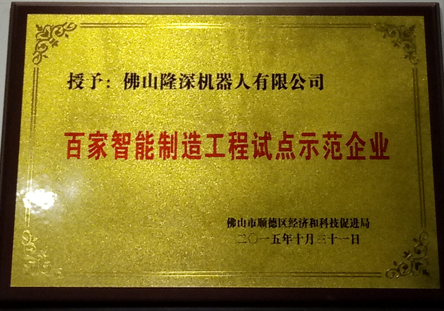 授予：佛山隆深机器人有限公司
百家智能制造工程试点示范企业
佛山市顺德区经济和科技促进局
二〇一五年十月三十一日